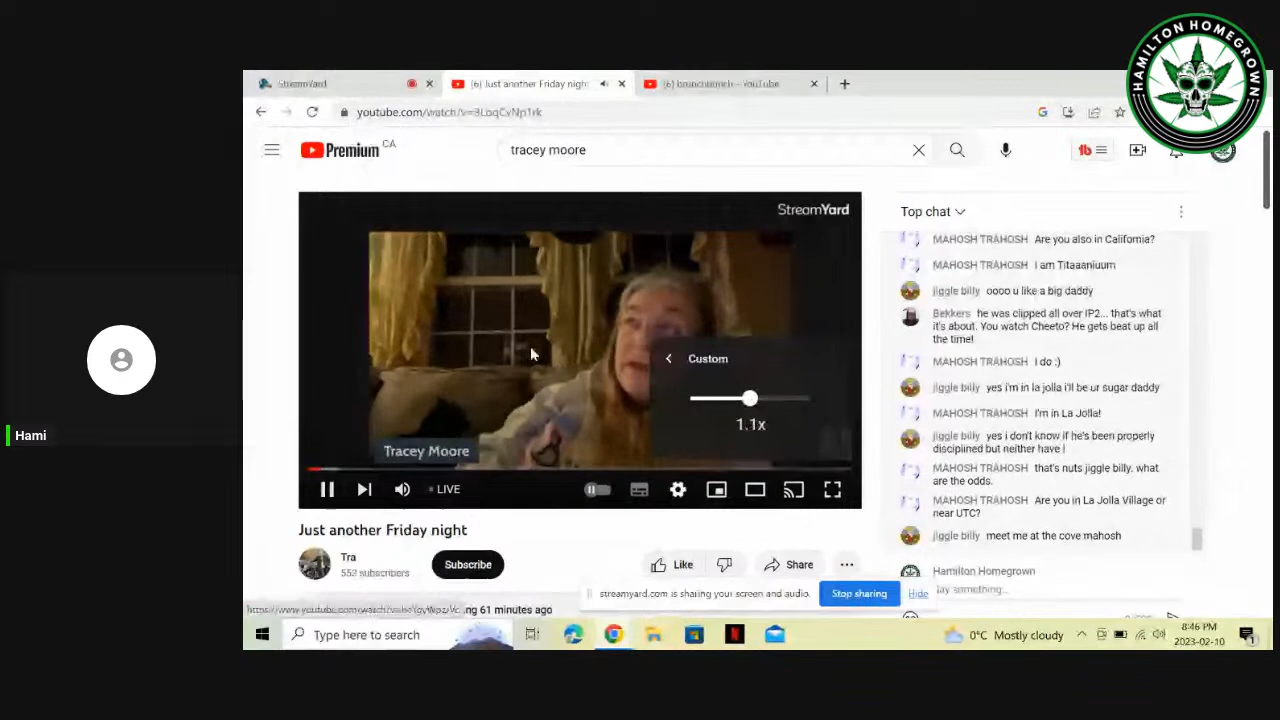 HAMILTON HOMEGROWN
StreamYard
(6) Just another Friday night
YouTube
youtube.com/watch?v=
Premium
CA
tracey moore
StreamYard
Top chat
MAHOSH TRAHOSH Are you also in California?
MAHOSH TRAHOSH I am Titaaaniuum
jiggle billy oooo u like a big daddy
Bekkers he was clipped all over IP2... that's what
it's about. You watch Cheeto? He gets beat up all
the time!
MAHOSH TRAHOSH I do :)
jiggle billy yes i'm in la jolla i'll be ur sugar daddy
MAHOSH TRAHOSH I'm in La Jolla!
jiggle billy yes i don't know if he's been properly
disciplined but neither have I
MAHOSH TRAHOSH that's nuts jiggle billy. what
are the odds.
MAHOSH TRAHOSH Are you in La Jolla Village or
near UTC?
jiggle billy meet me at the cove mahosh
Hamilton Homegrown
say something...
Custom
1.1x
Tracey Moore
LIVE
Just another Friday night
Tra
552 subscribers
Subscribe
Like
Share
streamyard.com is sharing your screen and audio.
Stop sharing
Hide
61 minutes ago
Type here to search
0°C Mostly cloudy
8:46 PM
2023-02-10
Hami